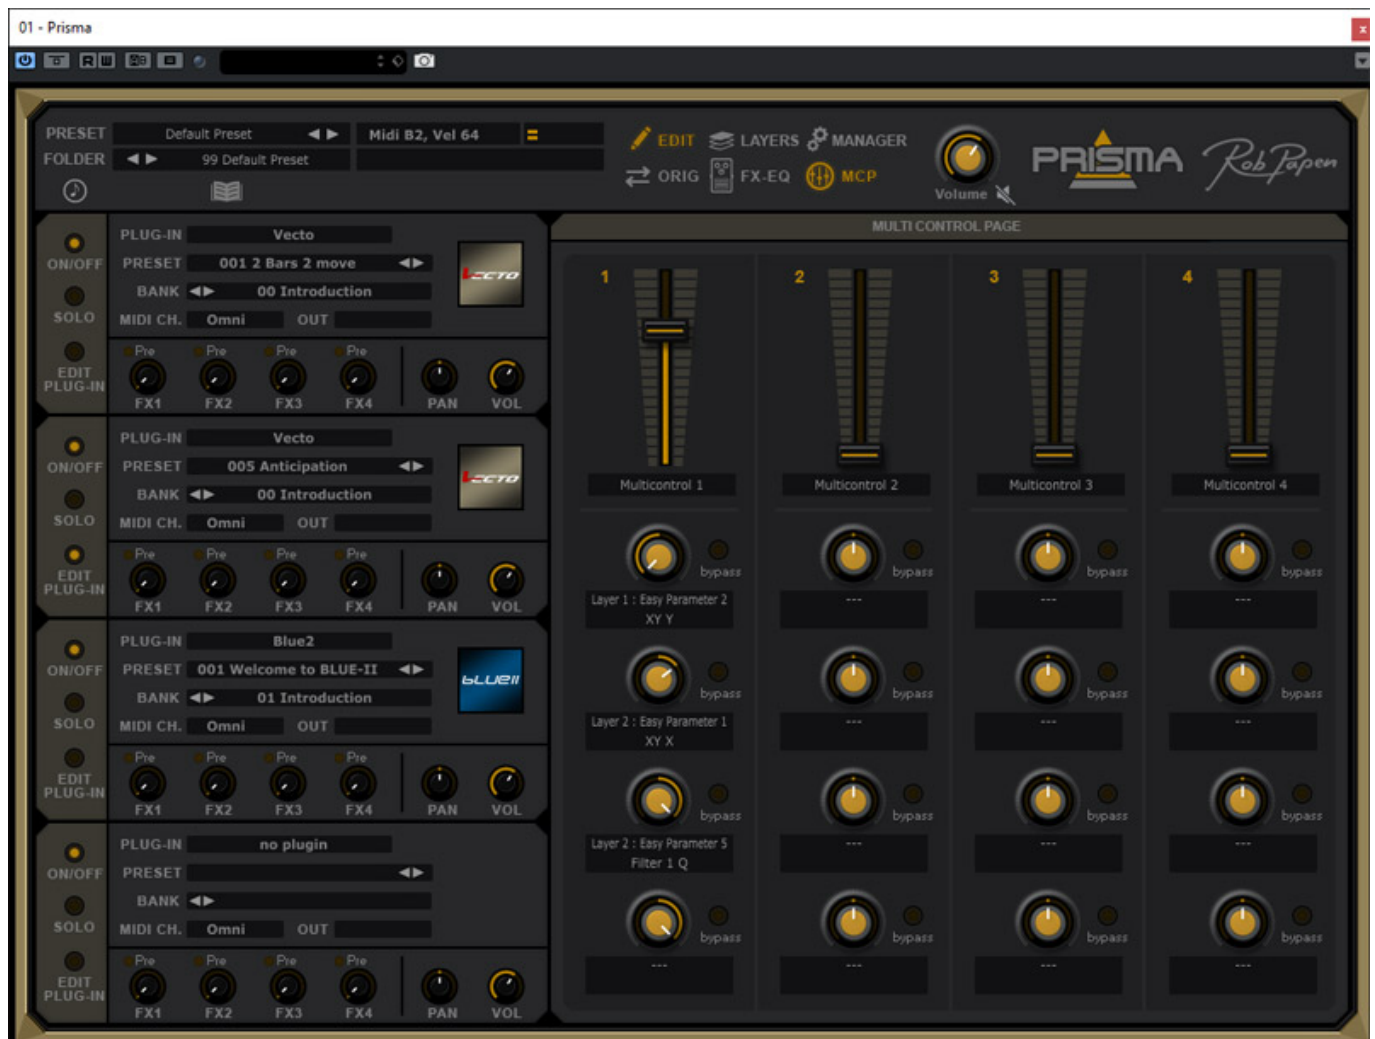 01 - Prisma
R W
PRESET Default Preset Midi B2, Vel 64
FOLDER 99 Default Preset
EDIT LAYERS MANAGER
ORIG FX-EQ MCP
Volume
PRISMA
Rob Papen
PLUG-IN Vecto
ON/OFF PRESET 001 2 Bars 2 move
VECTO
BANK 00 Introduction
SOLO MIDI CH. Omni OUT
EDIT PLUG-IN
Pre Pre Pre Pre
FX1 FX2 FX3 FX4 PAN VOL
PLUG-IN Vecto
ON/OFF PRESET 005 Anticipation
VECTO
BANK 00 Introduction
SOLO MIDI CH. Omni OUT
EDIT PLUG-IN
Pre Pre Pre Pre
FX1 FX2 FX3 FX4 PAN VOL
PLUG-IN Blue2
ON/OFF PRESET 001 Welcome to BLUE-II
BLUEII
BANK 01 Introduction
SOLO MIDI CH. Omni OUT
EDIT PLUG-IN
Pre Pre Pre Pre
FX1 FX2 FX3 FX4 PAN VOL
PLUG-IN no plugin
ON/OFF PRESET
BANK
SOLO MIDI CH. Omni OUT
EDIT PLUG-IN
Pre Pre Pre Pre
FX1 FX2 FX3 FX4 PAN VOL
MULTI CONTROL PAGE
1 2 3 4
Multicontrol 1 Multicontrol 2 Multicontrol 3 Multicontrol 4
bypass bypass bypass bypass
Layer 1 : Easy Parameter 2 --- --- ---
XY Y
bypass bypass bypass bypass
Layer 2 : Easy Parameter 1 --- --- ---
XY X
bypass bypass bypass bypass
Layer 2 : Easy Parameter 5 --- --- ---
Filter 1 Q
bypass bypass bypass bypass
--- --- --- ---